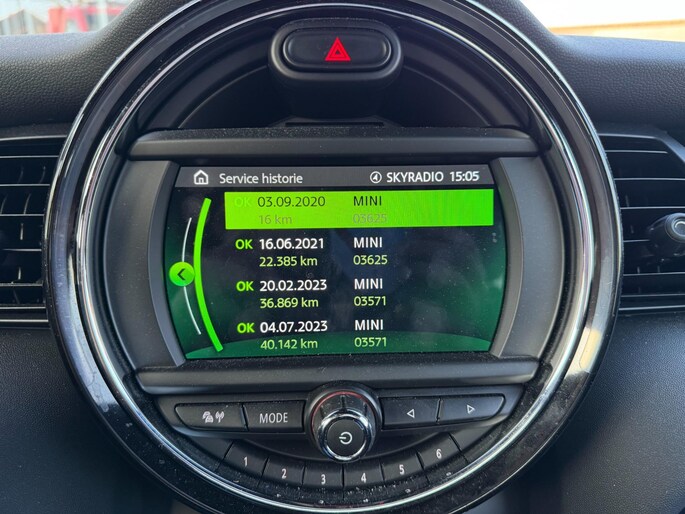 Service historie
④ SKYRADIO 15:05
OK 03.09.2020 MINI
16 km 03625
OK 16.06.2021 MINI
22.385 km 03625
OK 20.02.2023 MINI
36.869 km 03571
OK 04.07.2023 MINI
40.142 km 03571
MODE
1 2 3 4 5 6